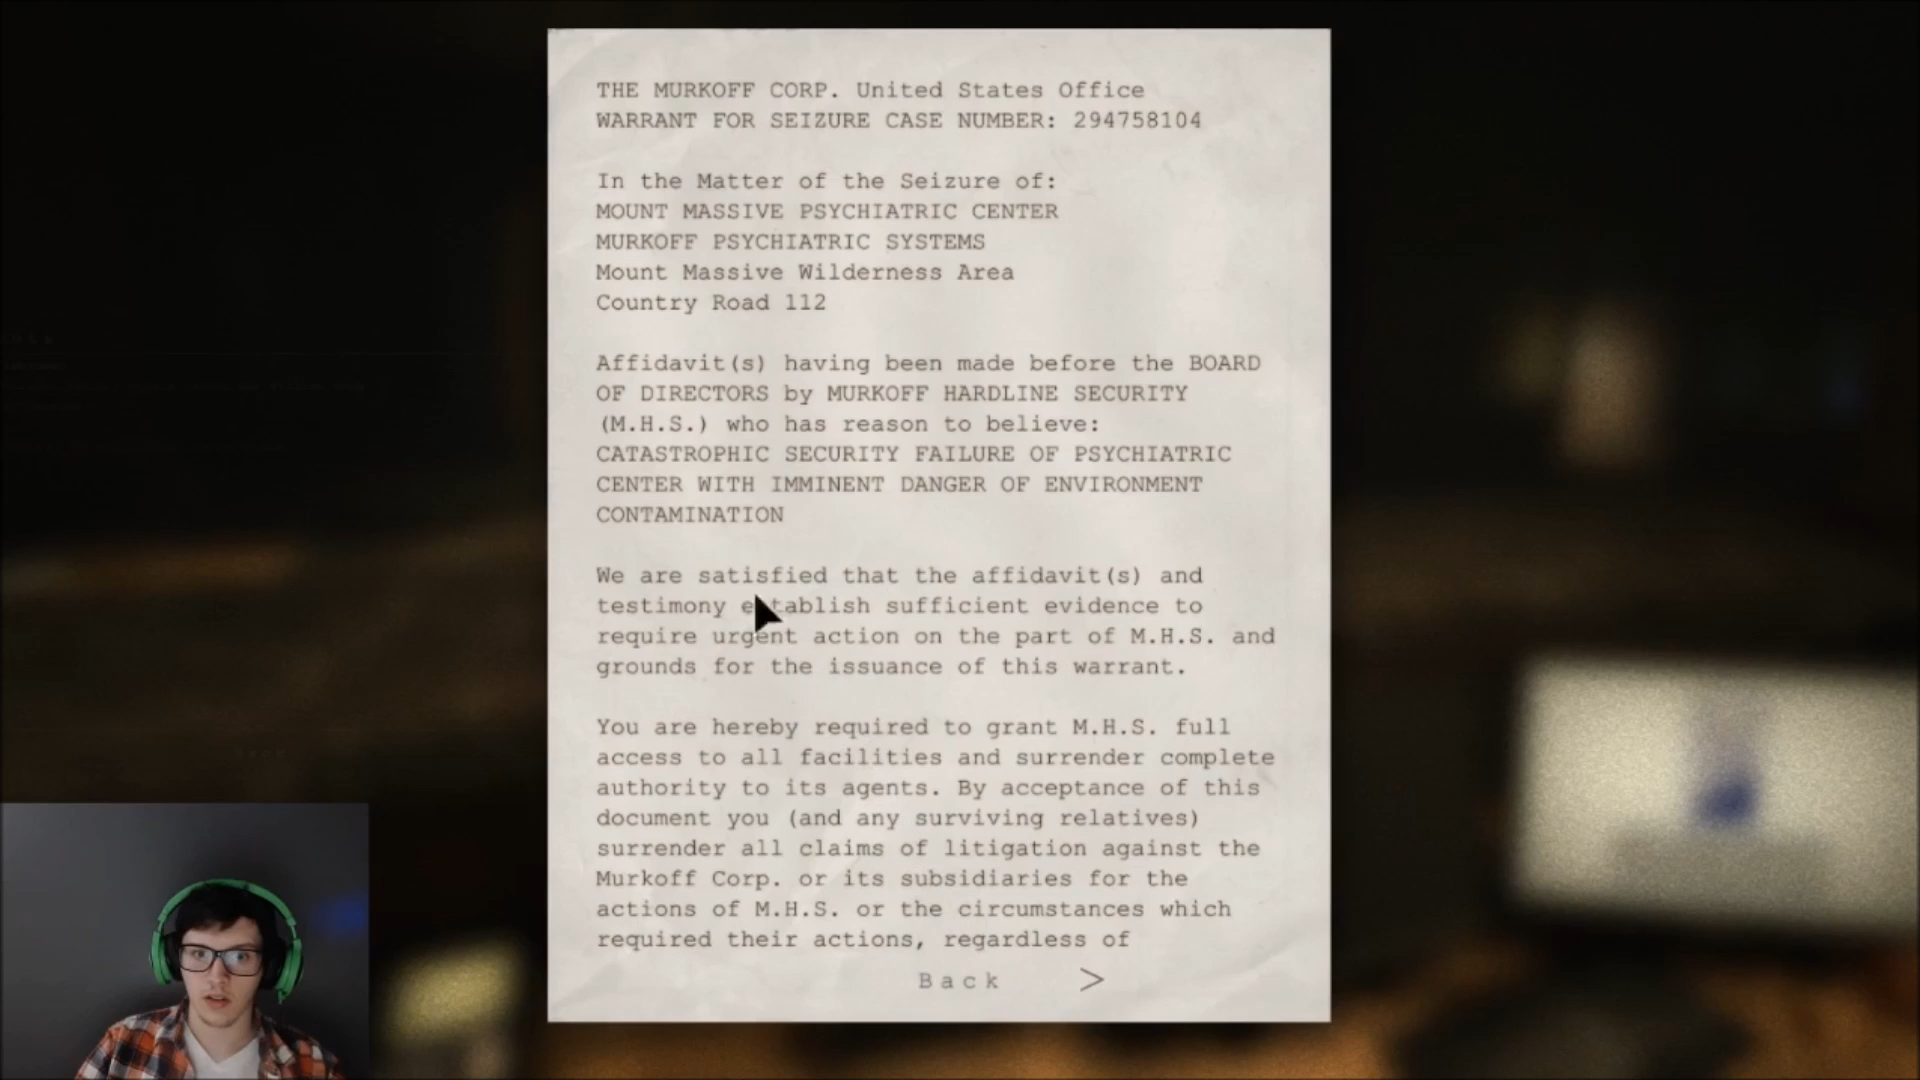 THE MURKOFF CORP. United States Office
WARRANT FOR SEIZURE CASE NUMBER: 294758104
In the Matter of the Seizure of:
MOUNT MASSIVE PSYCHIATRIC CENTER
MURKOFF PSYCHIATRIC SYSTEMS
Mount Massive Wilderness Area
Country Road 112
Affidavit(s) having been made before the BOARD
OF DIRECTORS by MURKOFF HARDLINE SECURITY
(M.H.S.) who has reason to believe:
CATASTROPHIC SECURITY FAILURE OF PSYCHIATRIC
CENTER WITH IMMINENT DANGER OF ENVIRONMENT
CONTAMINATION
We are satisfied that the affidavit(s) and
testimony establish sufficient evidence to
require urgent action on the part of M.H.S. and
grounds for the issuance of this warrant.
You are hereby required to grant M.H.S. full
access to all facilities and surrender complete
authority to its agents. By acceptance of this
document you (and any surviving relatives)
surrender all claims of litigation against the
Murkoff Corp. or its subsidiaries for the
actions of M.H.S. or the circumstances which
required their actions, regardless of
Back >